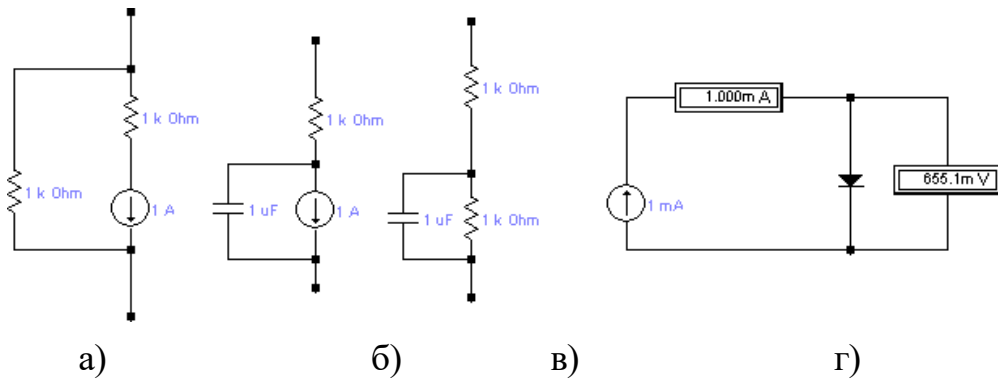 1 k Ohm
1 k Ohm
1 A
1 uF
1 k Ohm
1 A
1 k Ohm
1 uF
1 k Ohm
1.000m A
1 mA
655.1m V
а) б) в) г)